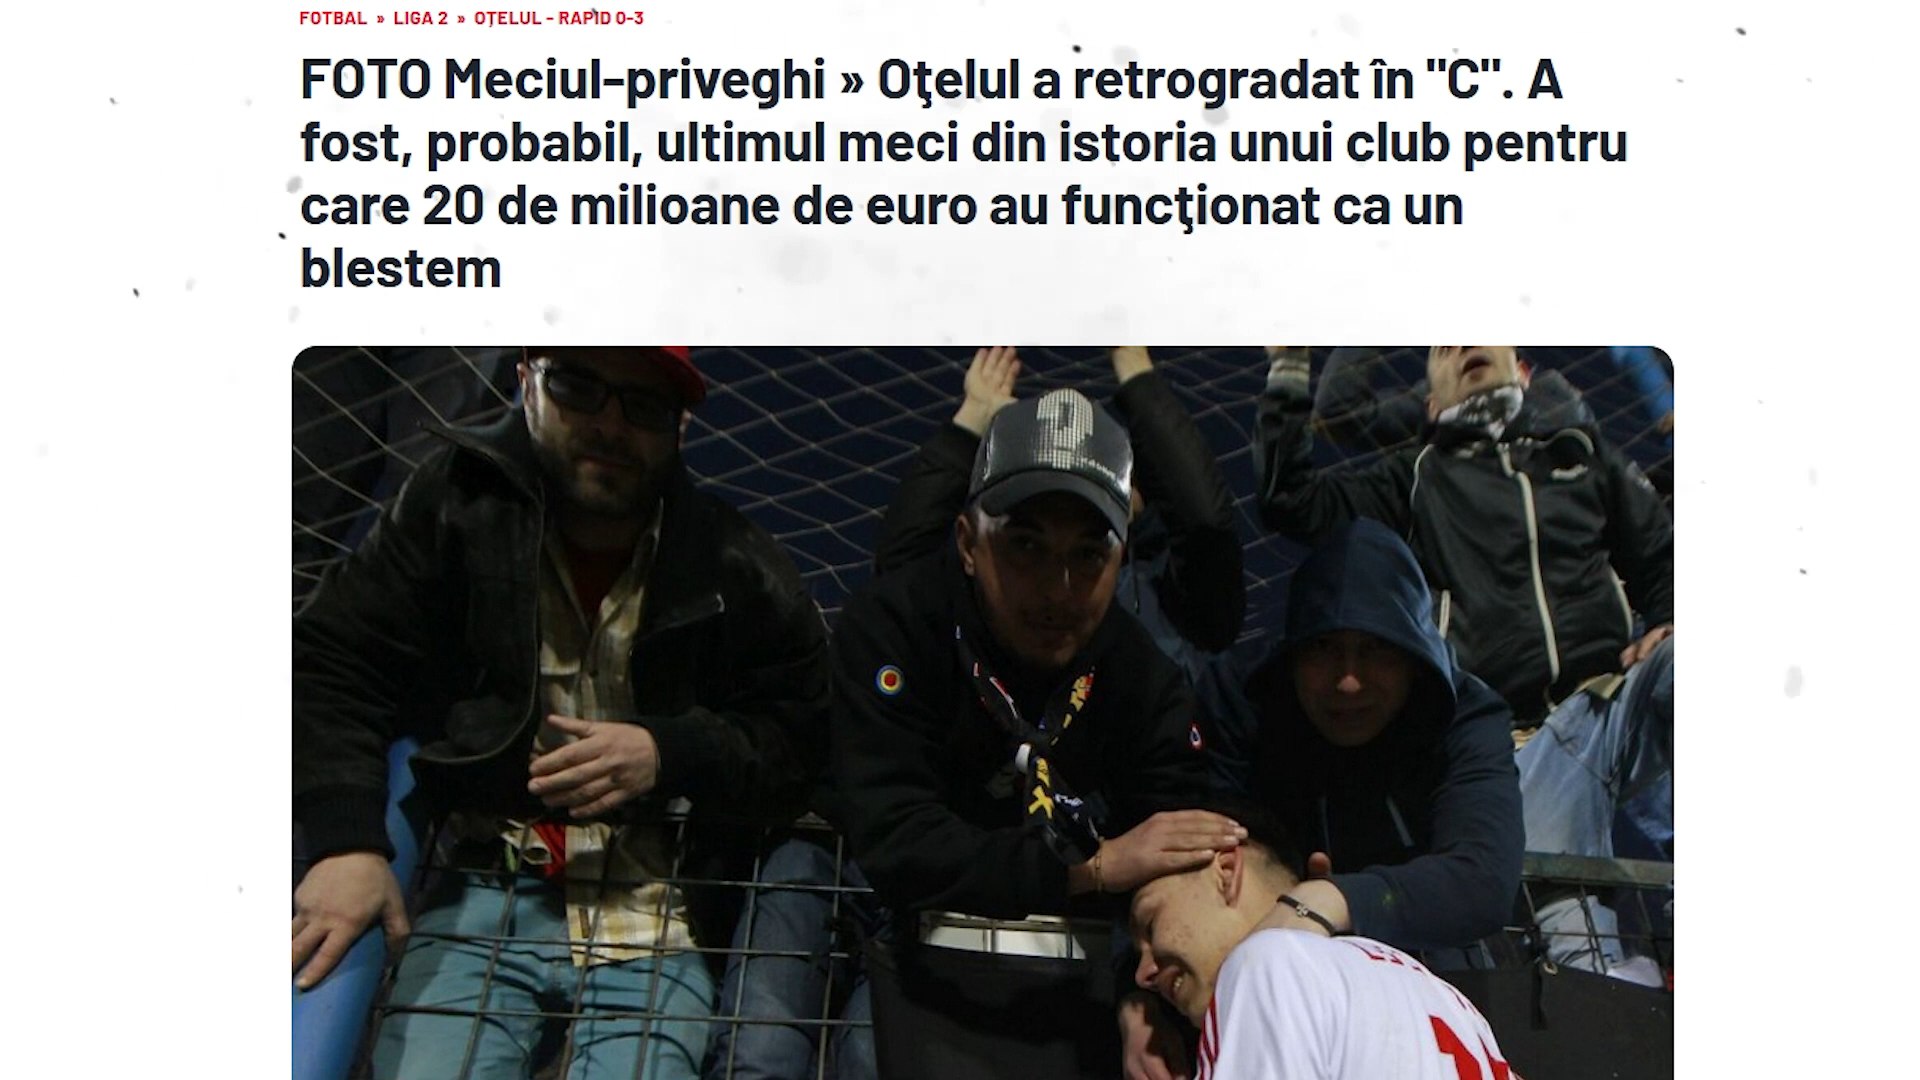 FOTBAL » LIGA 2 » OȚELUL - RAPID 0-3
FOTO Meciul-priveghi » Oţelul a retrogradat în "C". A
fost, probabil, ultimul meci din istoria unui club pentru
care 20 de milioane de euro au funcţionat ca un
blestem